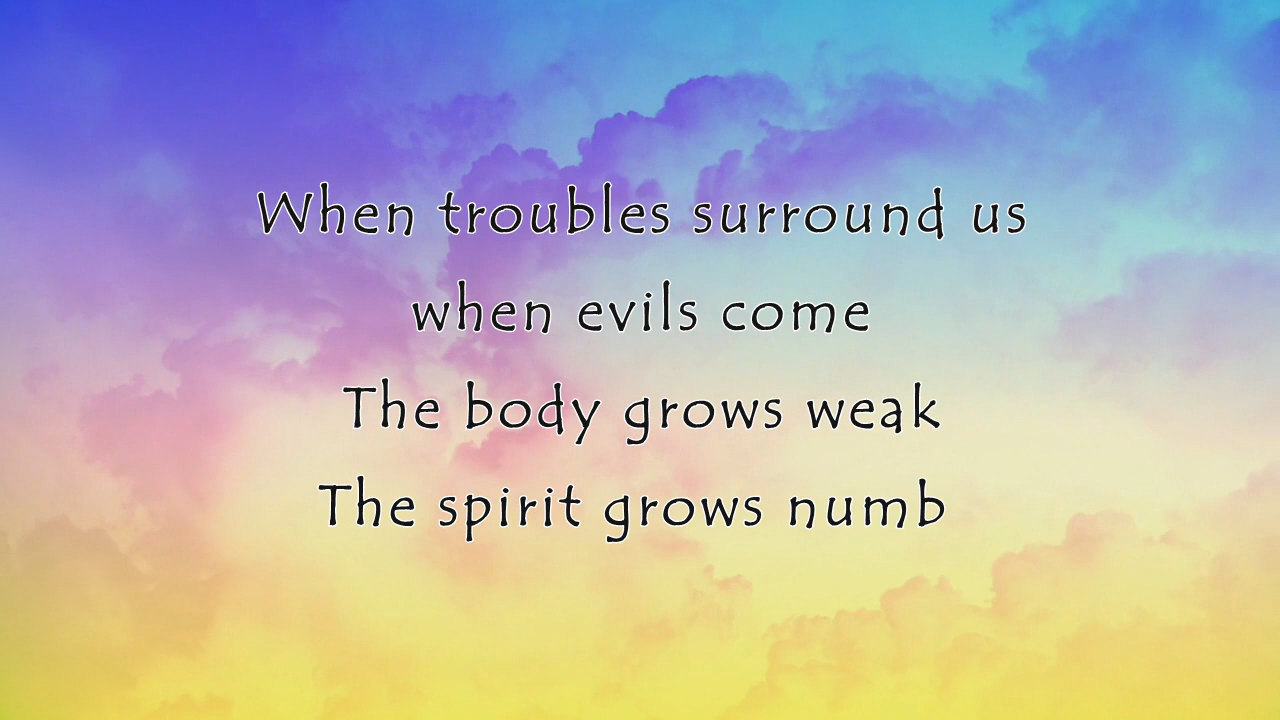 When troubles surround us
when evils come
The body grows weak
The spirit grows numb